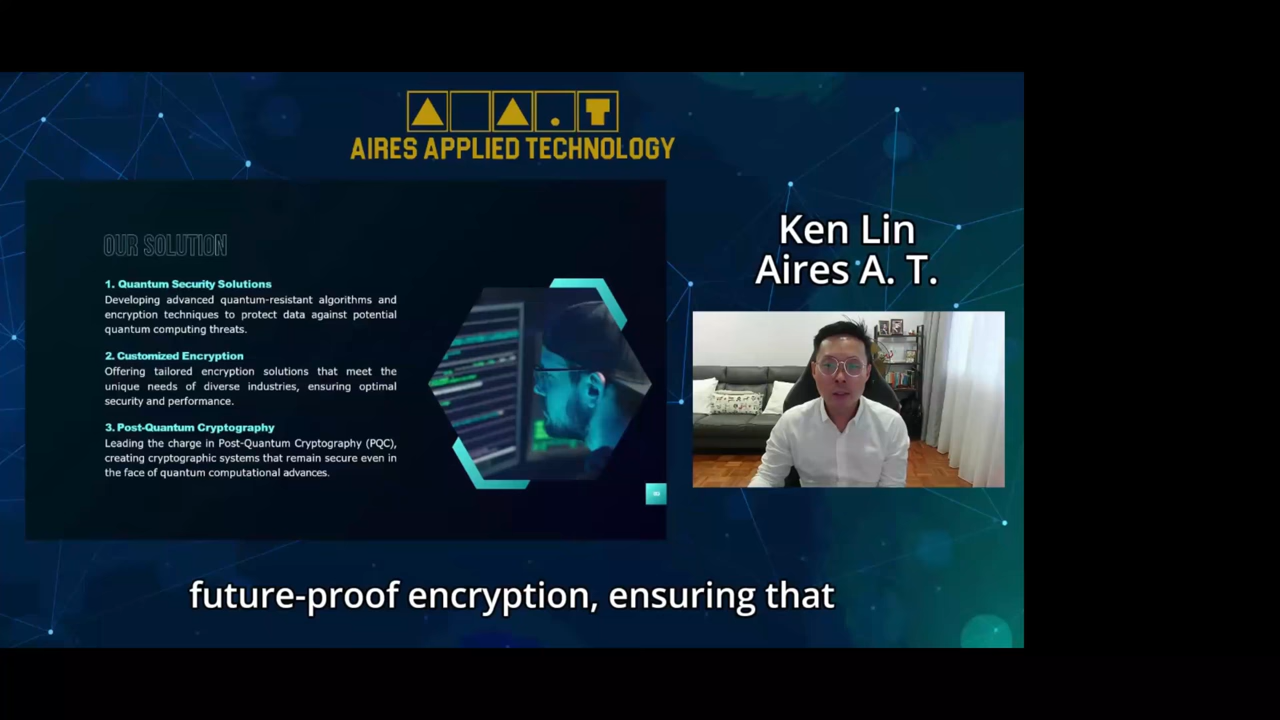 AIRES APPLIED TECHNOLOGY
OUR SOLUTION
1. Quantum Security Solutions
Developing advanced quantum-resistant algorithms and
encryption techniques to protect data against potential
quantum computing threats.
2. Customized Encryption
Offering tailored encryption solutions that meet the
unique needs of diverse industries, ensuring optimal
security and performance.
3. Post-Quantum Cryptography
Leading the charge in Post-Quantum Cryptography (PQC),
creating cryptographic systems that remain secure even in
the face of quantum computational advances.
Ken Lin
Aires A. T.
future-proof encryption, ensuring that